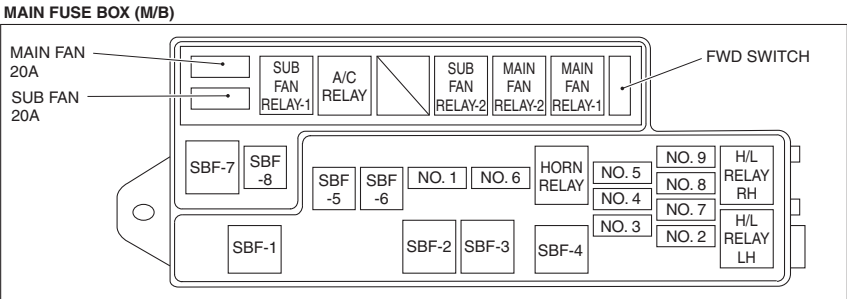 MAIN FUSE BOX (M/B)
MAIN FAN
20A
SUB FAN
20A
SUB
FAN
RELAY-1
A/C
RELAY
SUB
FAN
RELAY-2
MAIN
FAN
RELAY-2
MAIN
FAN
RELAY-1
FWD SWITCH
SBF-7
SBF
-8
SBF
-5
SBF
-6
NO. 1
NO. 6
HORN
RELAY
NO. 5
NO. 4
NO. 3
NO. 9
NO. 8
NO. 7
NO. 2
H/L
RELAY
RH
H/L
RELAY
LH
SBF-1
SBF-2
SBF-3
SBF-4